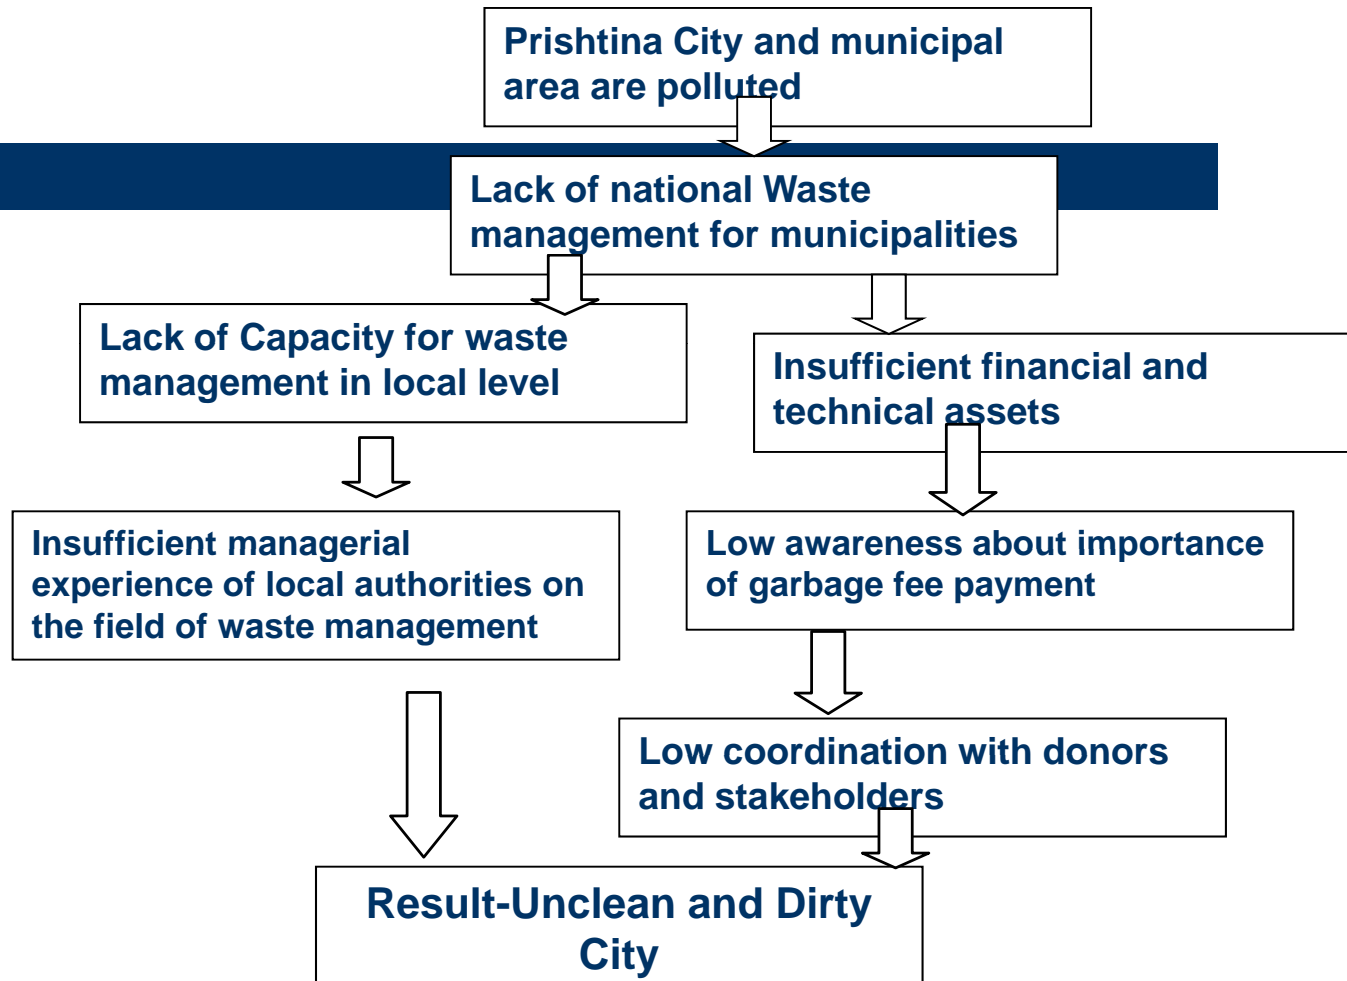 Prishtina City and municipal
area are polluted
Lack of national Waste
management for municipalities
Lack of Capacity for waste
management in local level
Insufficient financial and
technical assets
Insufficient managerial
experience of local authorities on
the field of waste management
Low awareness about importance
of garbage fee payment
Low coordination with donors
and stakeholders
Result-Unclean and Dirty
City